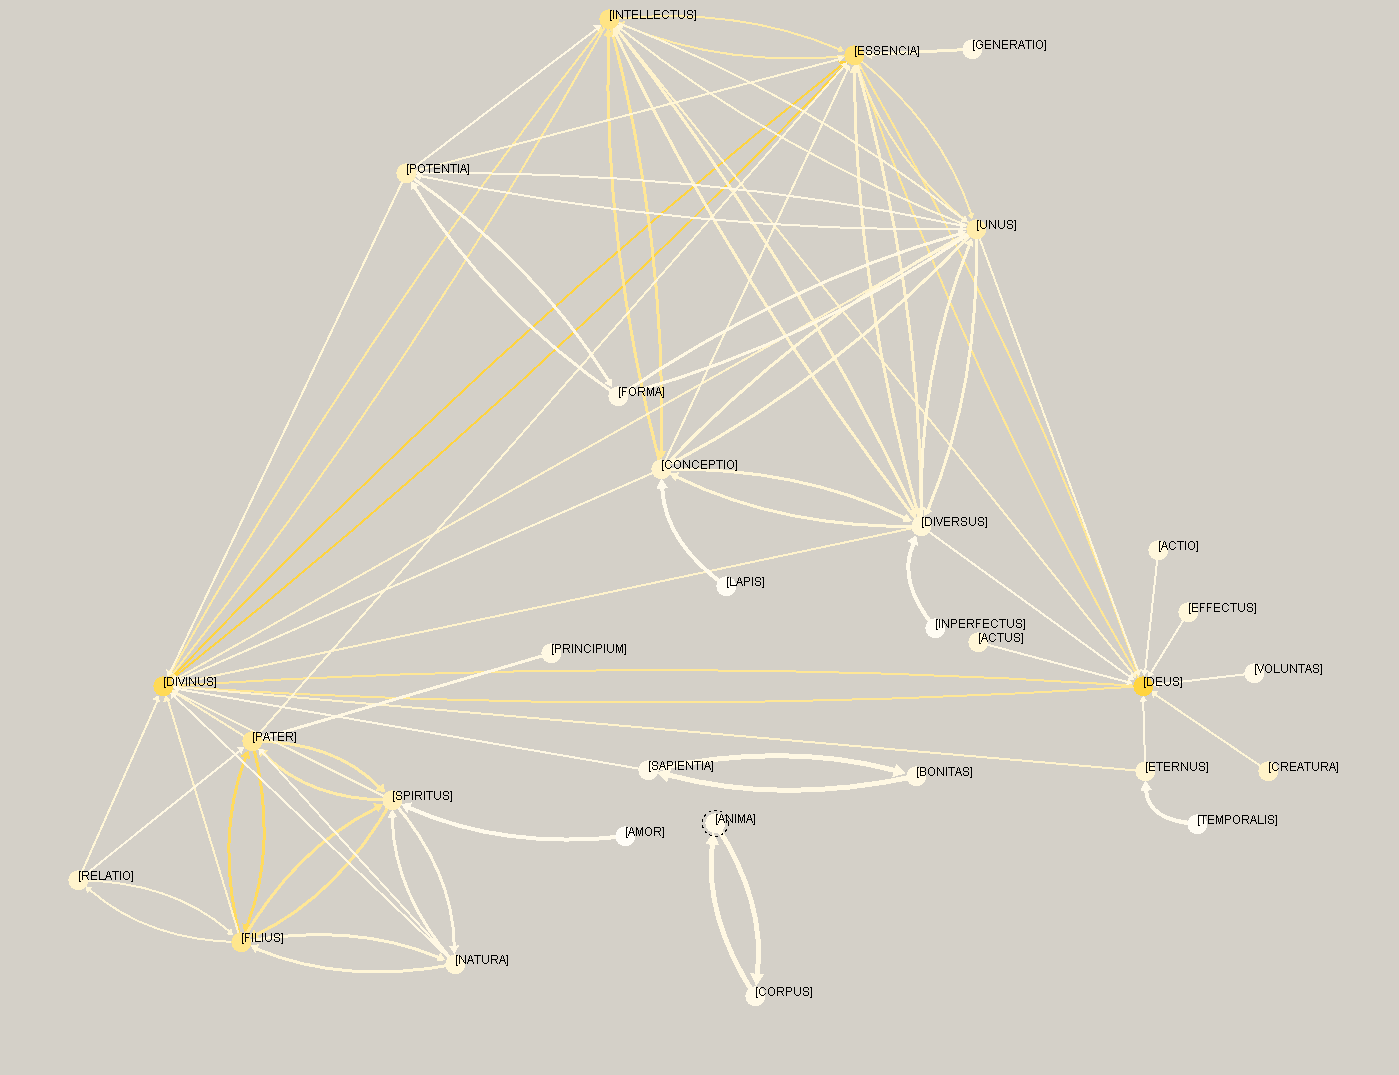 [INTELLECTUS]
[GENERATIO]
[ESSENCIA]
[POTENTIA]
[UNUS]
[FORMA]
[CONCEPTIO]
[DIVERSUS]
[ACTIO]
[LAPIS]
[EFFECTUS]
[INPERFECTUS]
[ACTUS]
[PRINCIPIUM]
[VOLUNTAS]
[DIVINUS]
[DEUS]
[PATER]
[SAPIENTIA]
[BONITAS]
[ETERNUS]
[CREATURA]
[SPIRITUS]
[ANIMA]
[TEMPORALIS]
[AMOR]
[RELATIO]
[FILIUS]
[NATURA]
[CORPUS]